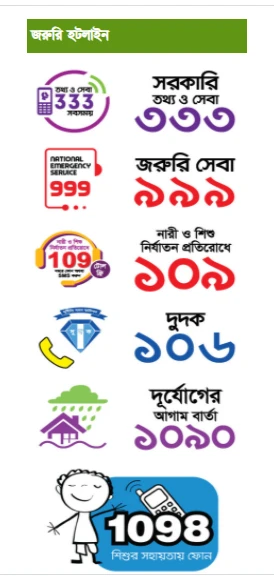 জরুরি হটলাইন
তথ্য ও সেবা
333
সবসময়
সরকারি
তথ্য ও সেবা
৩৩৩
NATIONAL
EMERGENCY
SERVICE
999
জরুরি সেবা
৯৯৯
নারী ও শিশু
নির্যাতন প্রতিরোধে
109
টোল
ফ্রি
নারী ও শিশু
নির্যাতন প্রতিরোধে
১০৯
দুদক
১০৬
দূর্যোগের
আগাম বার্তা
১০৯০
1098
শিশুর সহায়তায় ফোন